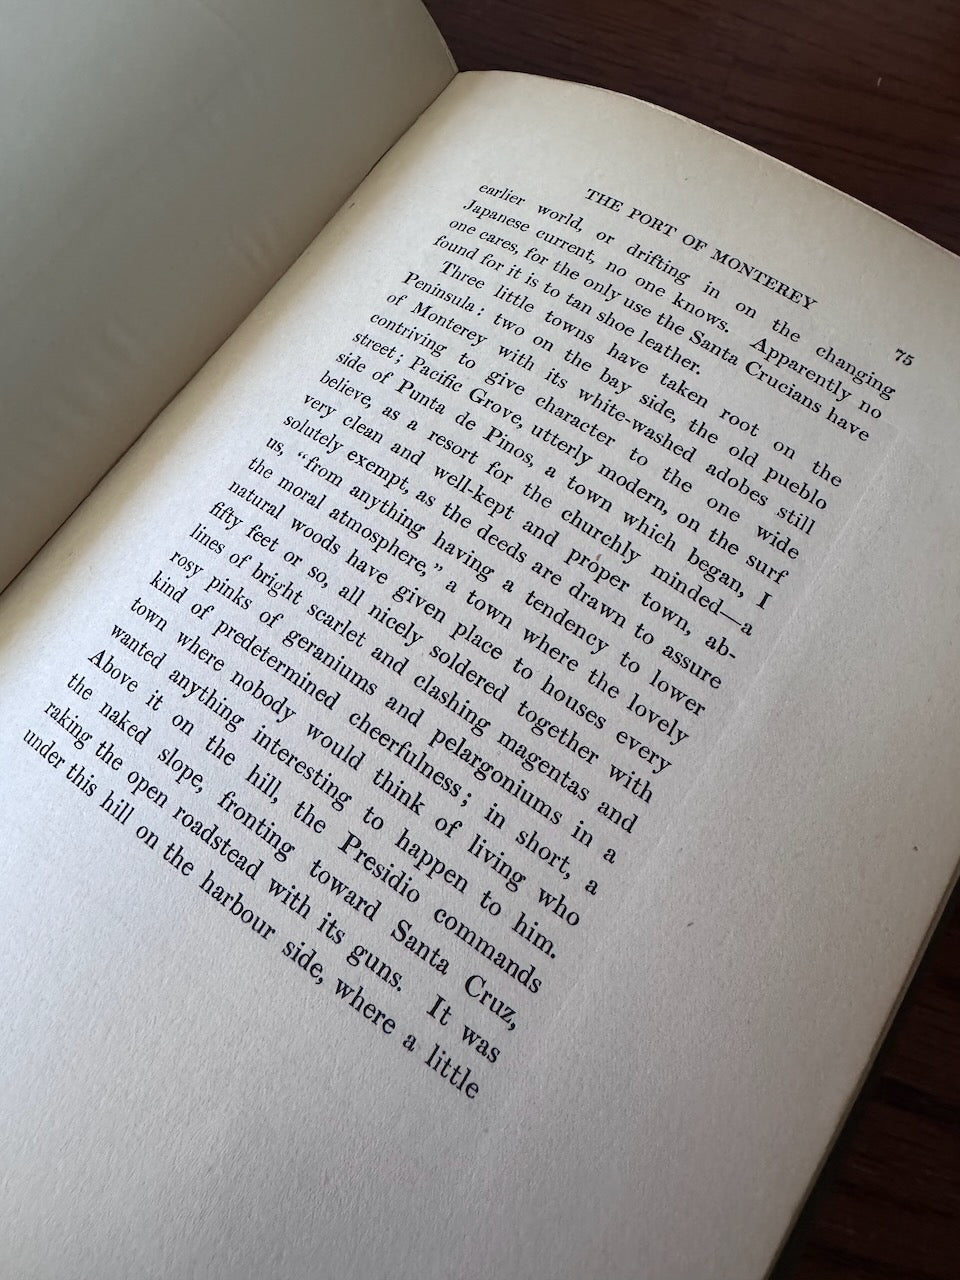 THE PORT OF MONTEREY 75
earlier world, or drifting in on the changing
Japanese current, no one knows. Apparently no
one cares, for the only use the Santa Crucians have
found for it is to tan shoe leather.
Three little towns have taken root on the
Peninsula: two on the bay side, the old pueblo
of Monterey with its white-washed adobes still
contriving to give character to the one wide
street; Pacific Grove, utterly modern, on the surf
side of Punta de Pinos, a town which began, I
believe, as a resort for the churchly minded—a
very clean and well-kept and proper town, ab-
solutely exempt, as the deeds are drawn to assure
us, "from anything having a tendency to lower
the moral atmosphere," a town where the lovely
natural woods have given place to houses every
fifty feet or so, all nicely soldered together with
lines of bright scarlet and clashing magentas and
rosy pinks of geraniums and pelargoniums in a
kind of predetermined cheerfulness; in short, a
town where nobody would think of living who
wanted anything interesting to happen to him.
Above it on the hill, the Presidio commands
the naked slope, fronting toward Santa Cruz,
raking the open roadstead with its guns. It was
under this hill on the harbour side, where a little